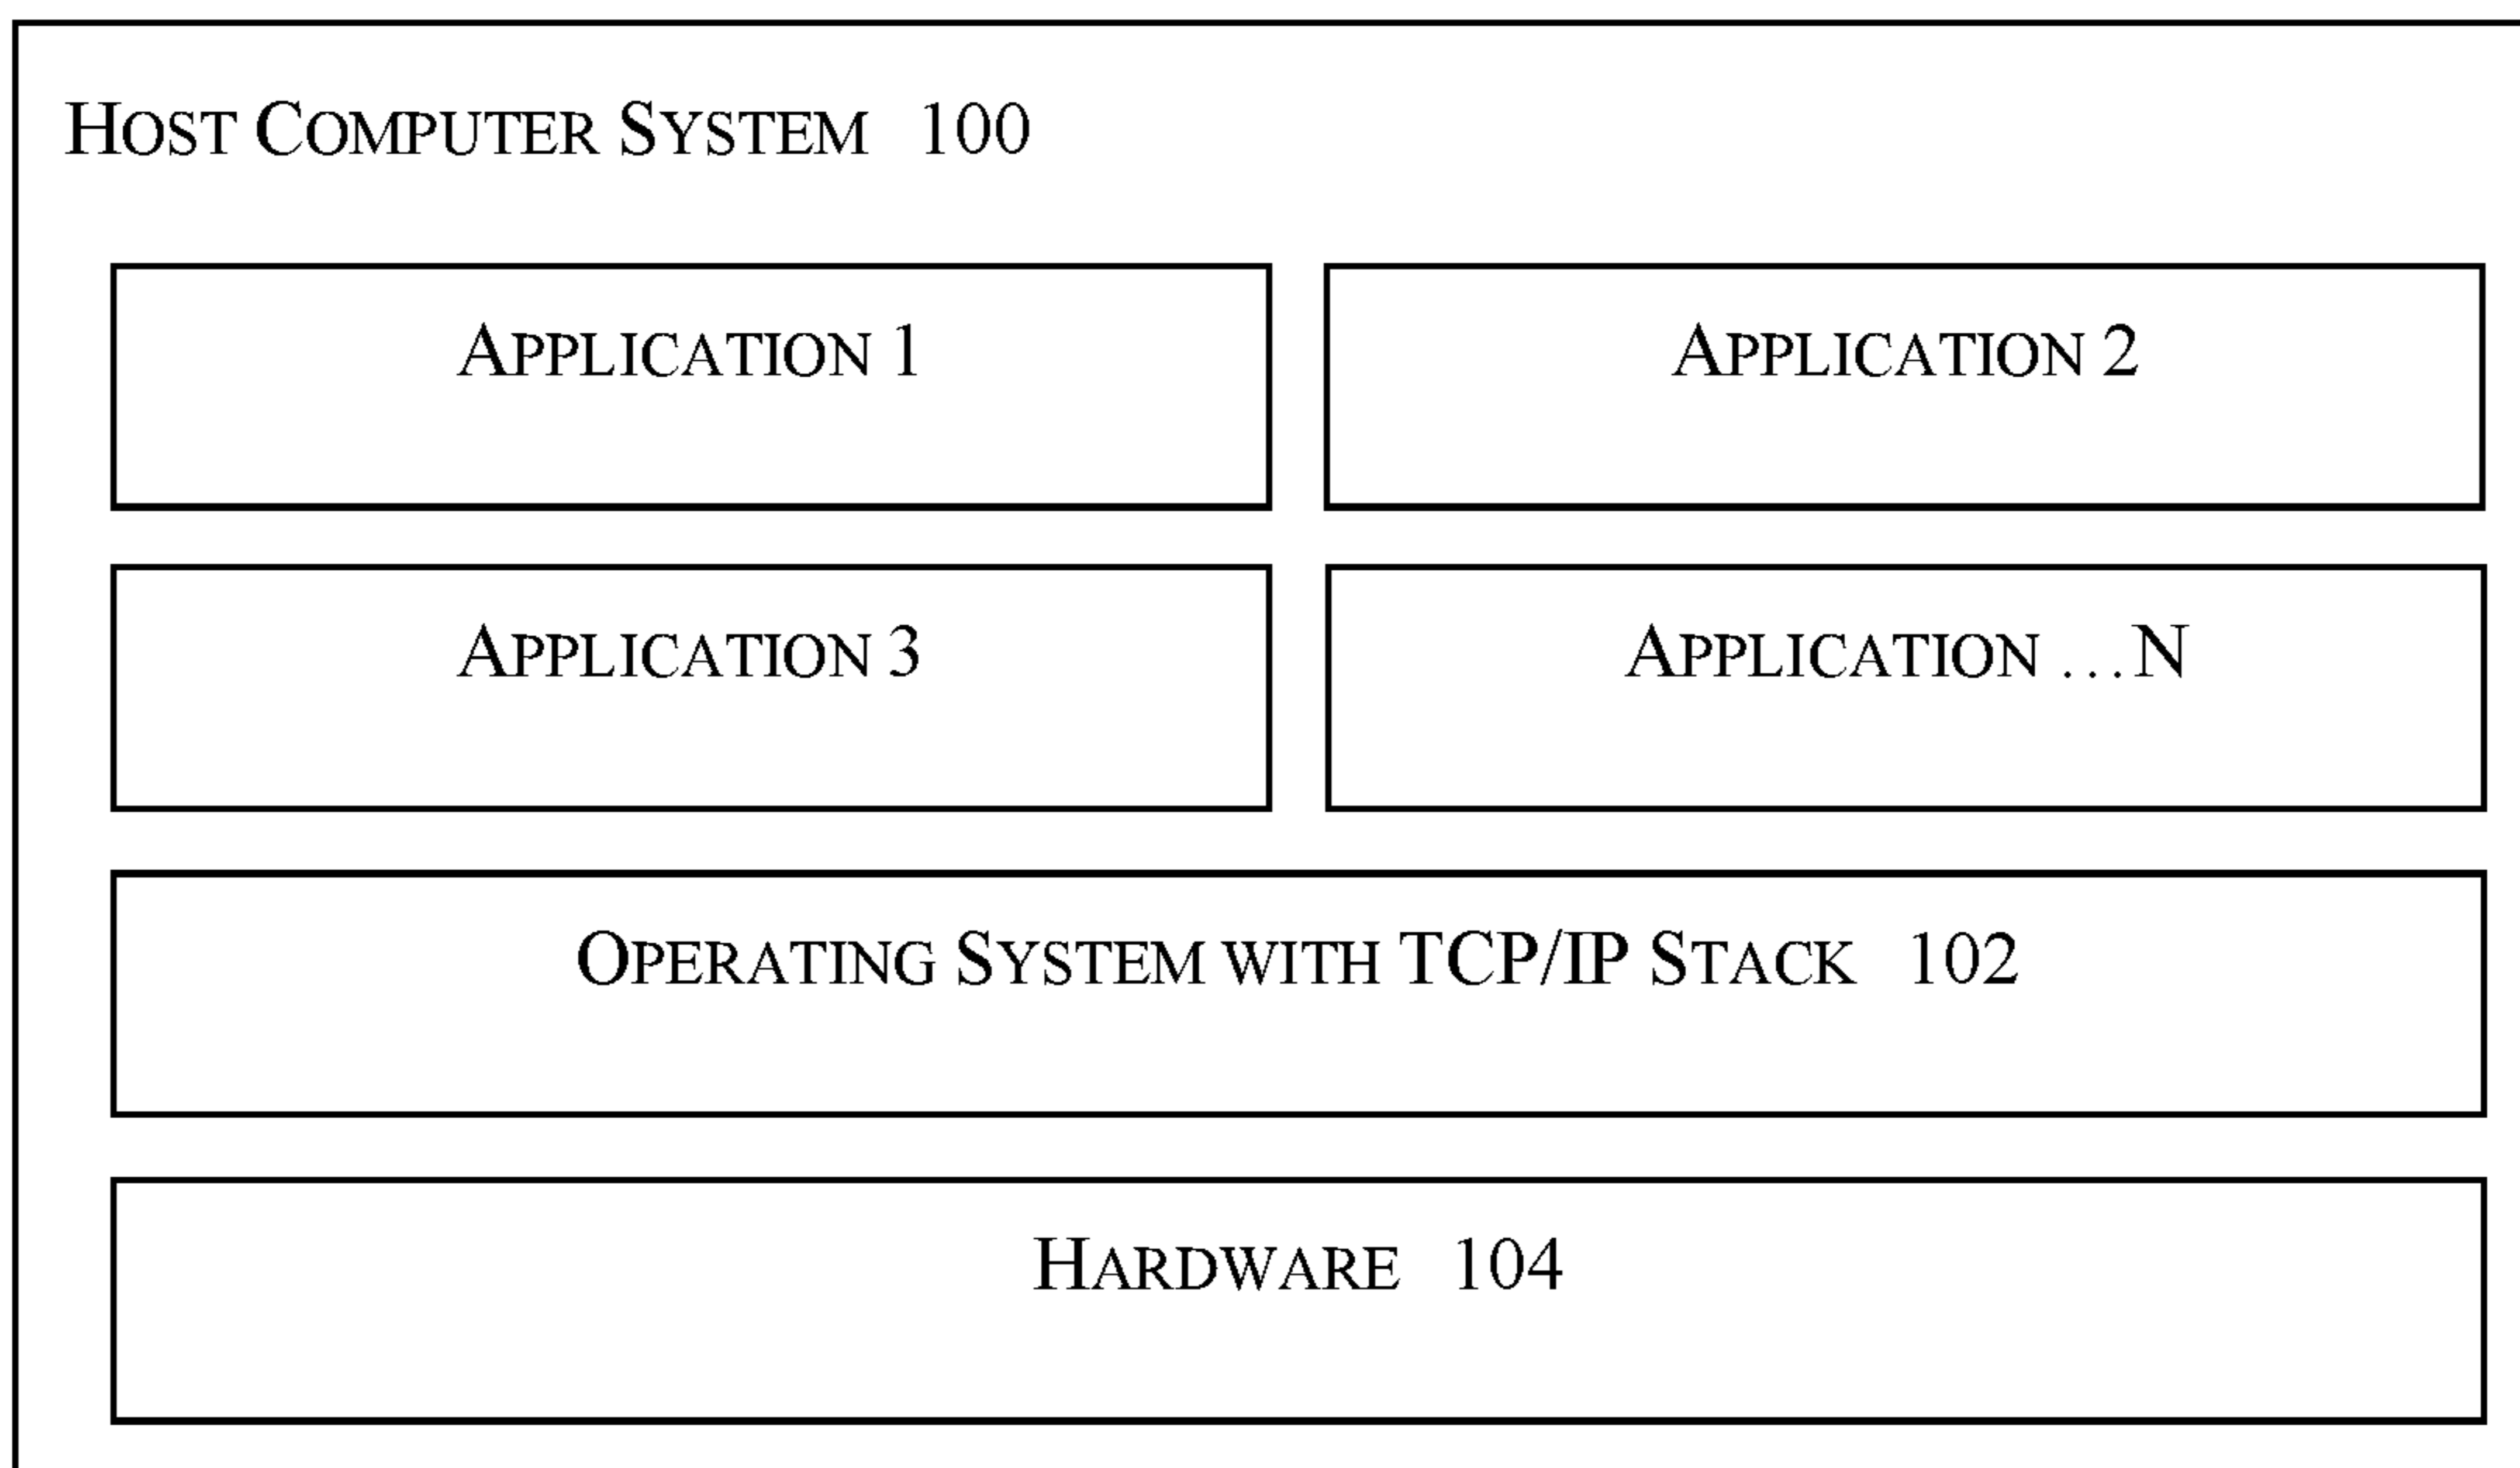 Host Computer System 100
Application 1
Application 2
Application 3
Application ...N
Operating System with TCP/IP Stack 102
Hardware 104